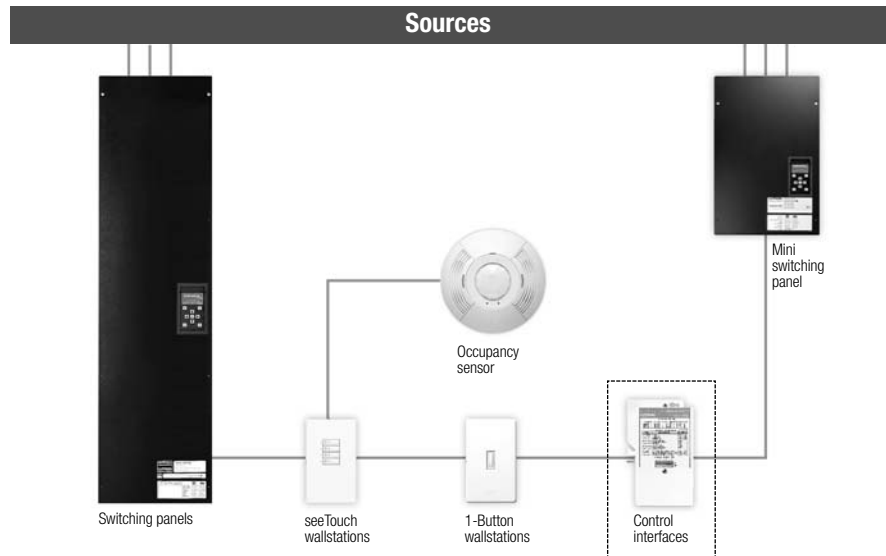 Sources
Mini
switching
panel
Occupancy
sensor
Switching panels
seeTouch
wallstations
1-Button
wallstations
Control
interfaces